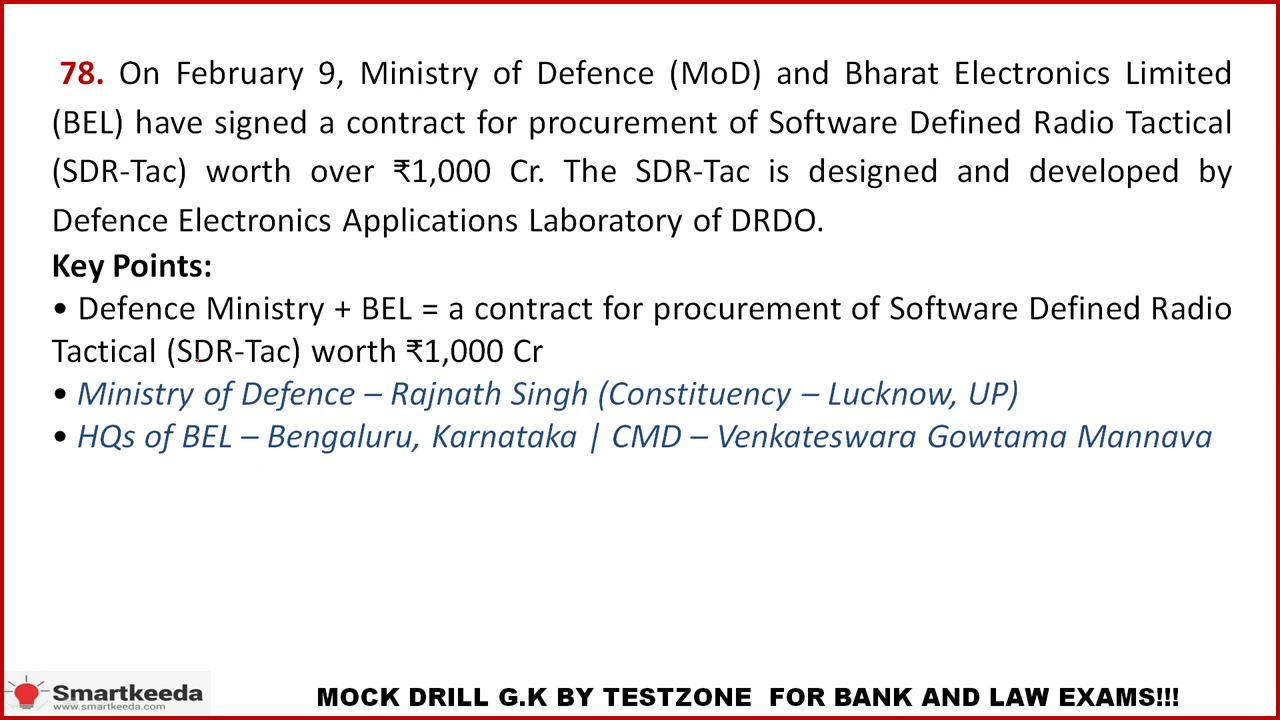 78. On February 9, Ministry of Defence (MoD) and Bharat Electronics Limited
(BEL) have signed a contract for procurement of Software Defined Radio Tactical
(SDR-Tac) worth over ₹1,000 Cr. The SDR-Tac is designed and developed by
Defence Electronics Applications Laboratory of DRDO.
Key Points:
• Defence Ministry + BEL = a contract for procurement of Software Defined Radio
Tactical (SDR-Tac) worth ₹1,000 Cr
• Ministry of Defence – Rajnath Singh (Constituency – Lucknow, UP)
• HQs of BEL – Bengaluru, Karnataka | CMD – Venkateswara Gowtama Mannava
Smartkeeda
www.smartkeeda.com
MOCK DRILL G.K BY TESTZONE FOR BANK AND LAW EXAMS!!!